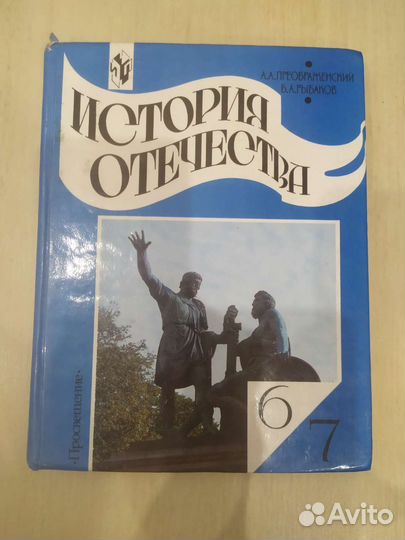 А.А.ПРЕОБРАЖЕНСКИЙ
Б.А.РЫБАКОВ
ИСТОРИЯ
ОТЕЧЕСТВА
6
7
·Просвещение·
Avito